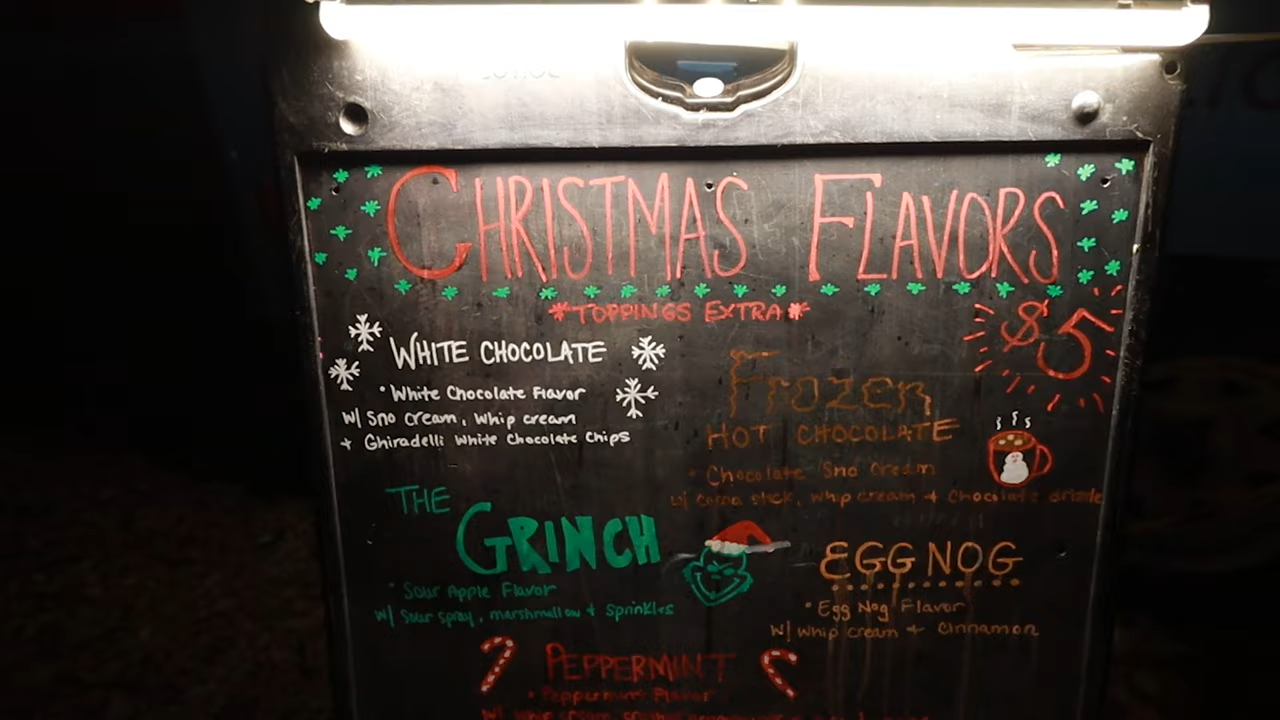 CHRISTMAS FLAVORS
*TOPPINGS EXTRA*
$5
WHITE CHOCOLATE
• White Chocolate Flavor
w/ Sno Cream, Whip cream
+ Ghiradelli White Chocolate Chips
Frozen
HOT CHOCOLATE
• Chocolate Sno Cream
w/ cocoa stick, whip cream + Chocolate drizzle
THE
GRINCH
• Sour Apple Flavor
w/ Sour spray, marshmallow + Sprinkles
EGG NOG
• Egg Nog Flavor
w/ whip cream + Cinnamon
PEPPERMINT
• Peppermint Flavor
w/ whip cream,